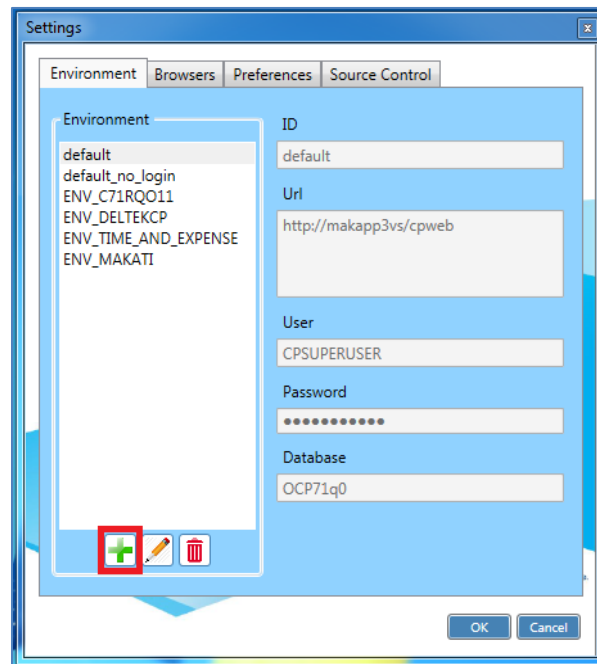 Settings
Environment Browsers Preferences Source Control
Environment
default
default_no_login
ENV_C71RQO11
ENV_DELTEKCP
ENV_TIME_AND_EXPENSE
ENV_MAKATI
ID
default
Url
http://makapp3vs/cpweb
User
CPSUPERUSER
Password
●●●●●●●●●●●
Database
OCP71q0
OK Cancel